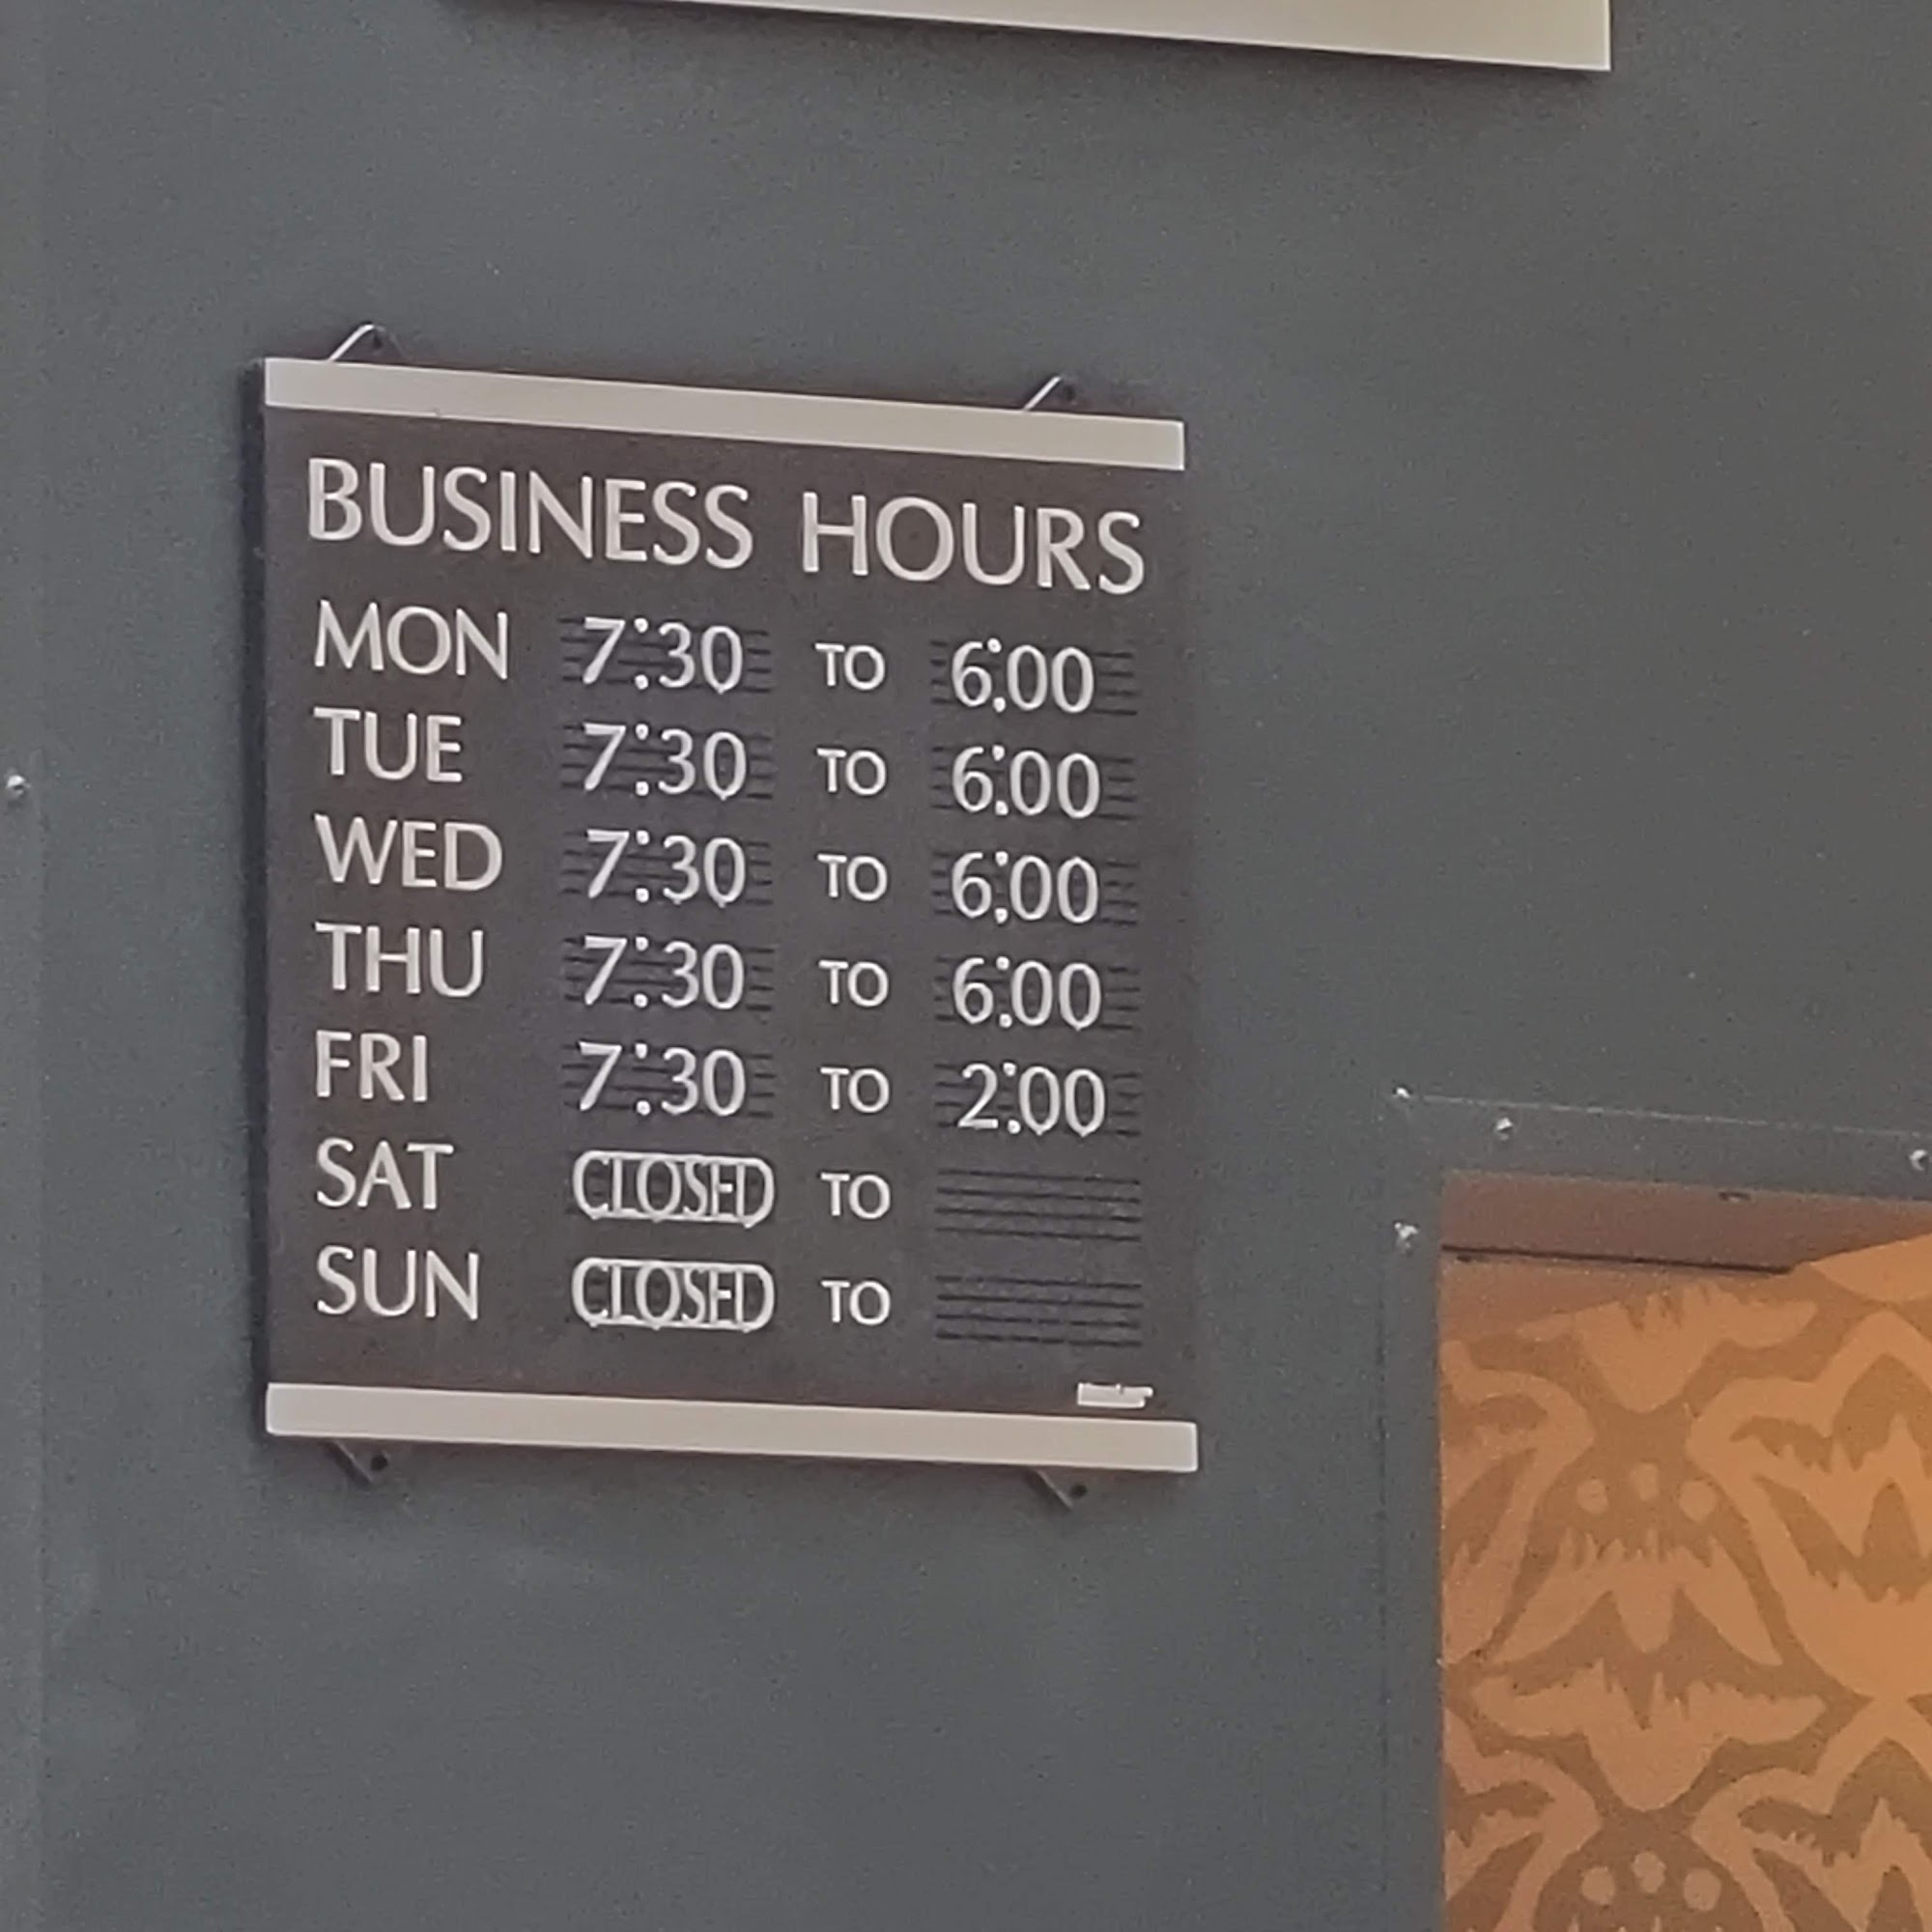 BUSINESS HOURS
MON 7:30 TO 6:00
TUE 7:30 TO 6:00
WED 7:30 TO 6:00
THU 7:30 TO 6:00
FRI 7:30 TO 2:00
SAT CLOSED TO
SUN CLOSED TO